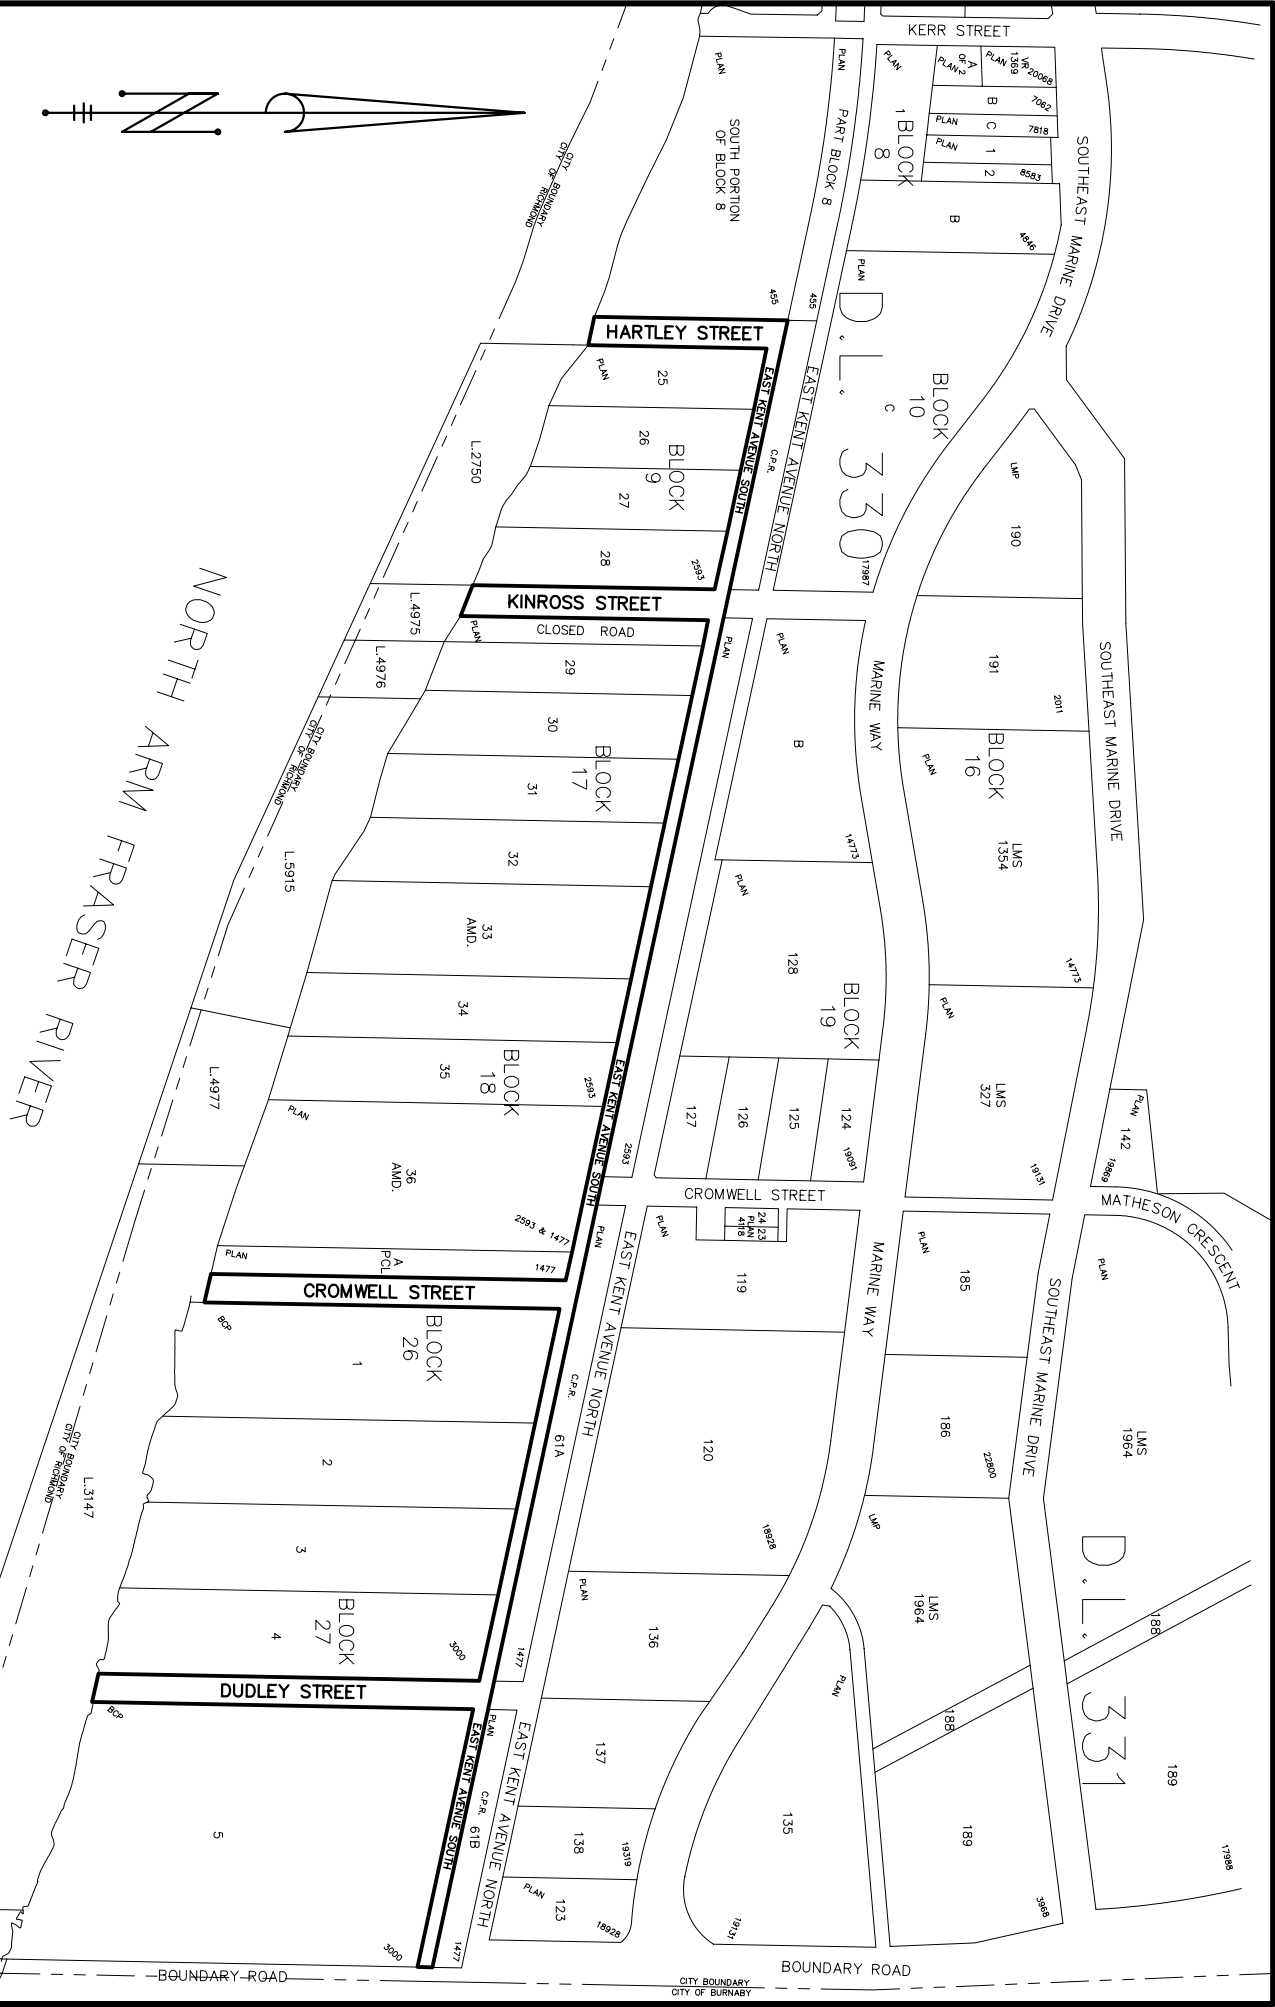 KERR STREET
PLAN
PLAN
PLAN
PART BLOCK 8
SOUTH PORTION
OF BLOCK 8
455
455
1
BLOCK
8
A
OF 2
PLAN
VR 20068
1369
PLAN
B
7062
C
PLAN
7818
1
PLAN
2
8583
B
4846
SOUTHEAST MARINE DRIVE
SOUTHEAST MARINE DRIVE
SOUTHEAST MARINE DRIVE
CITY BOUNDARY
CITY OF RICHMOND
PLAN
D. L. 330
BLOCK
10
C
17987
HARTLEY STREET
EAST KENT AVENUE SOUTH
EAST KENT AVENUE NORTH
C.P.R.
PLAN
25
26
BLOCK
9
27
28
2593
L.2750
LMP
190
191
2011
BLOCK
16
PLAN
LMS
1354
14773
KINROSS STREET
CLOSED ROAD
PLAN
PLAN
PLAN
L.4975
L.4976
29
30
BLOCK
17
31
32
33
AMD.
34
BLOCK
18
35
2593
2593
36
AMD.
PLAN
2593 & 1477
CITY BOUNDARY
CITY OF RICHMOND
L.5915
L.4977
NORTH ARM FRASER RIVER
MARINE WAY
B
14773
PLAN
128
BLOCK
19
127
126
125
124
19091
PLAN
LMS
327
19131
PLAN
142
19869
MATHESON CRESCENT
EAST KENT AVENUE SOUTH
CROMWELL STREET
24 23
PLAN
4118
PLAN
A
PCL
1477
PLAN
PLAN
CROMWELL STREET
EAST KENT AVENUE NORTH
119
MARINE WAY
PLAN
185
186
22800
PLAN
LMS
1964
D. L. 331
BCP
BLOCK
26
1
2
3
BLOCK
27
4
3000
C.P.R.
61A
1477
120
18928
PLAN
136
137
138
19319
PLAN
123
18928
LMP
LMS
1964
188
188
189
189
17988
3968
PLAN
135
19131
CITY BOUNDARY
CITY OF RICHMOND
L.3147
DUDLEY STREET
BCP
5
3000
PLAN
EAST KENT AVENUE SOUTH
C.P.R.
61B
1477
EAST KENT AVENUE NORTH
BOUNDARY ROAD
BOUNDARY ROAD
CITY BOUNDARY
CITY OF BURNABY